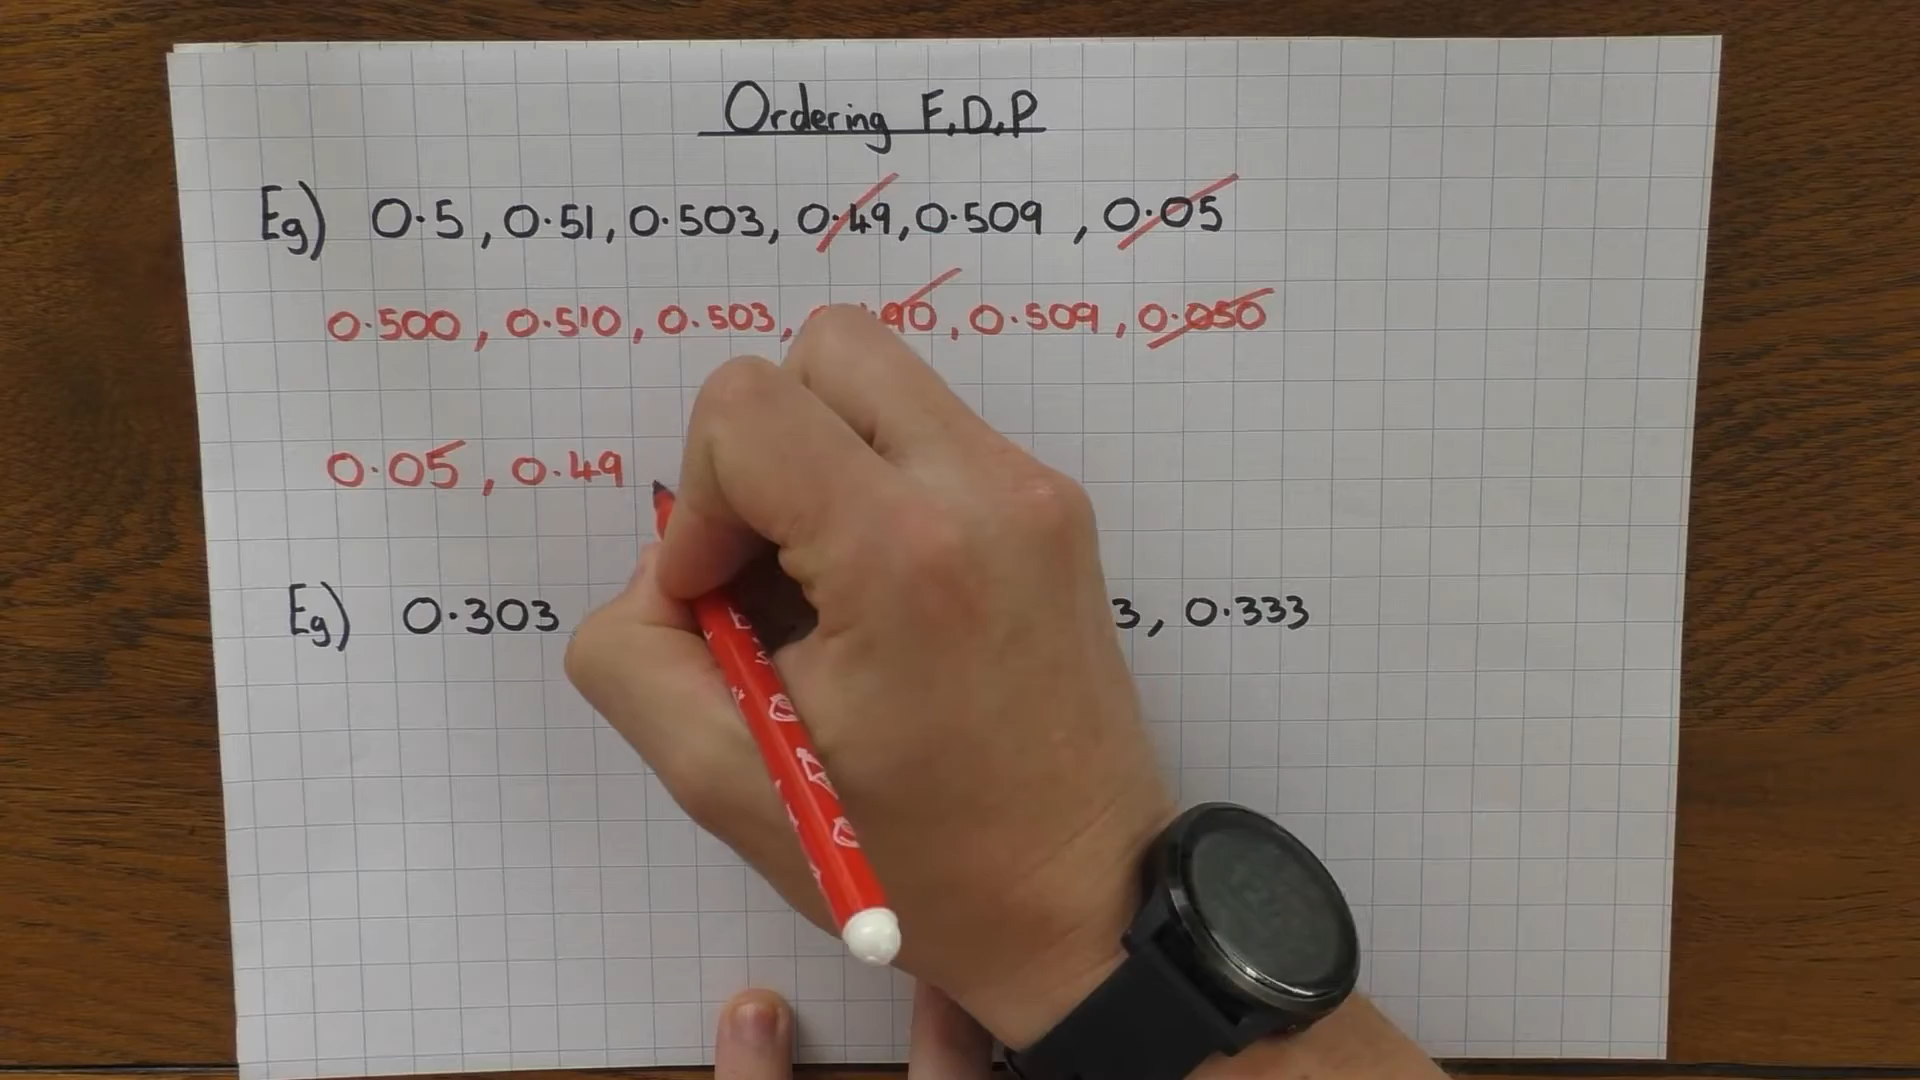 Ordering F.D.P
Eg) 0.5, 0.51, 0.503, 0.49, 0.509, 0.05
0.500, 0.510, 0.503, 90, 0.509, 0.050
0.05, 0.49
Eg) 0.303 3, 0.333